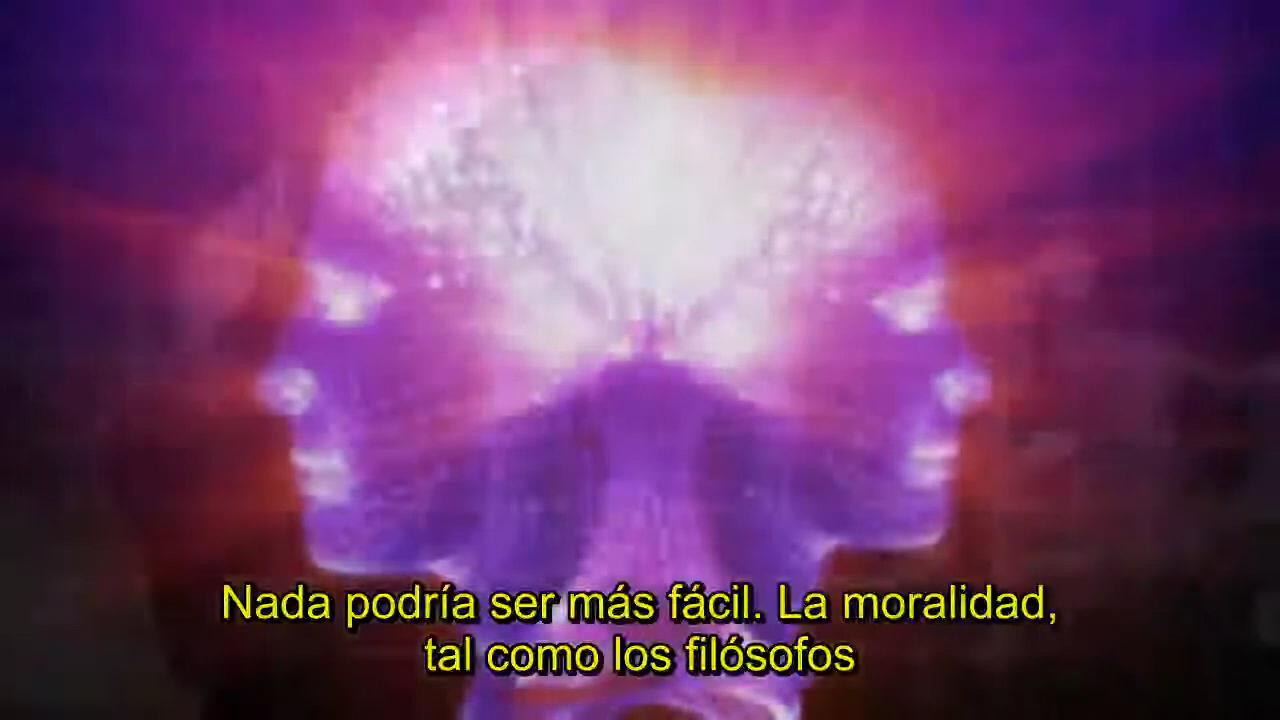 Nada podría ser más fácil. La moralidad,
tal como los filósofos